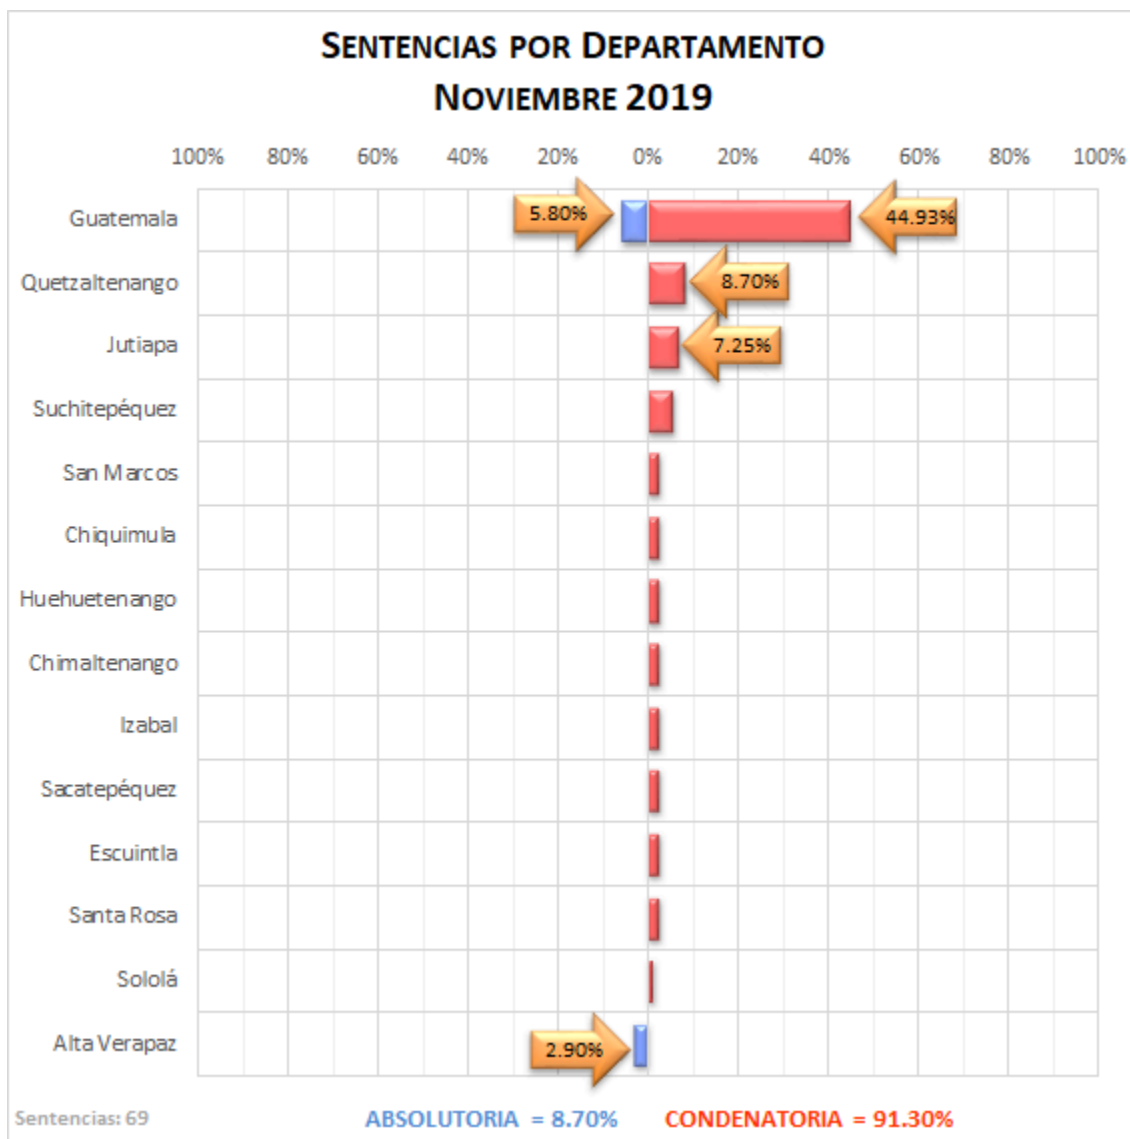 SENTENCIAS POR DEPARTAMENTO
NOVIEMBRE 2019
100% 80% 60% 40% 20% 0% 20% 40% 60% 80% 100%
Guatemala 5.80% 44.93%
Quetzaltenango 8.70%
Jutiapa 7.25%
Suchitepéquez
San Marcos
Chiquimula
Huehuetenango
Chimaltenango
Izabal
Sacatepéquez
Escuintla
Santa Rosa
Sololá
Alta Verapaz 2.90%
Sentencias: 69 ABSOLUTORIA = 8.70% CONDENATORIA = 91.30%